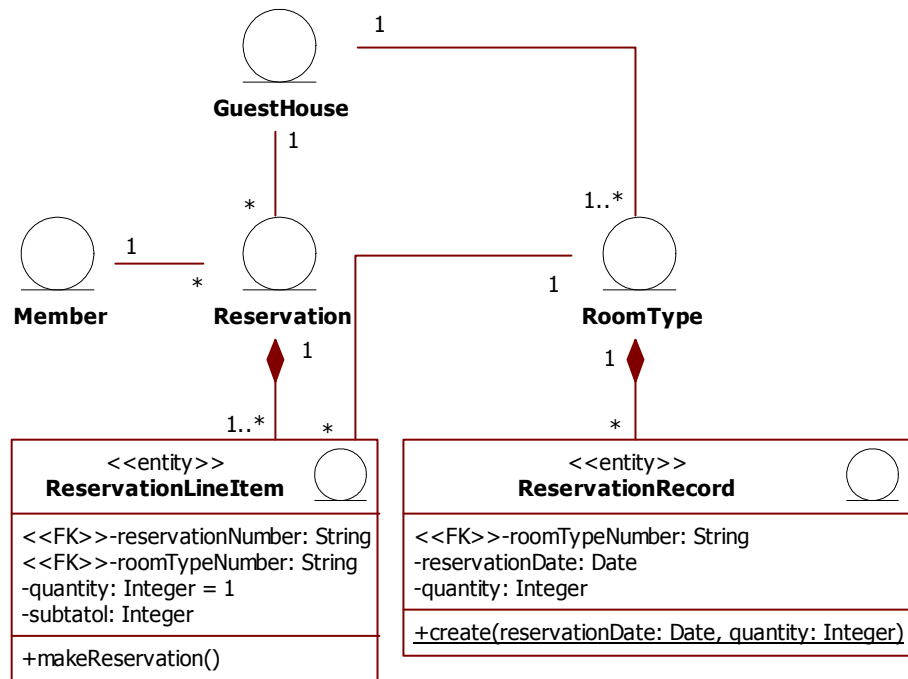 1
GuestHouse
1
*
1..*
1
*
1
Member
Reservation
RoomType
1
1
1..*
*
*
<<entity>>
ReservationLineItem
<<FK>>-reservationNumber: String
<<FK>>-roomTypeNumber: String
-quantity: Integer = 1
-subtatol: Integer
+makeReservation()
<<entity>>
ReservationRecord
<<FK>>-roomTypeNumber: String
-reservationDate: Date
-quantity: Integer
+create(reservationDate: Date, quantity: Integer)